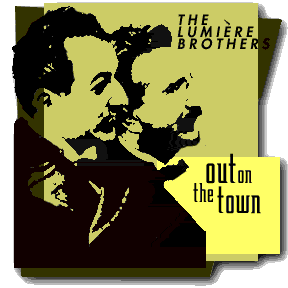 THE
LUMIÈRE
BROTHERS
out on
the town